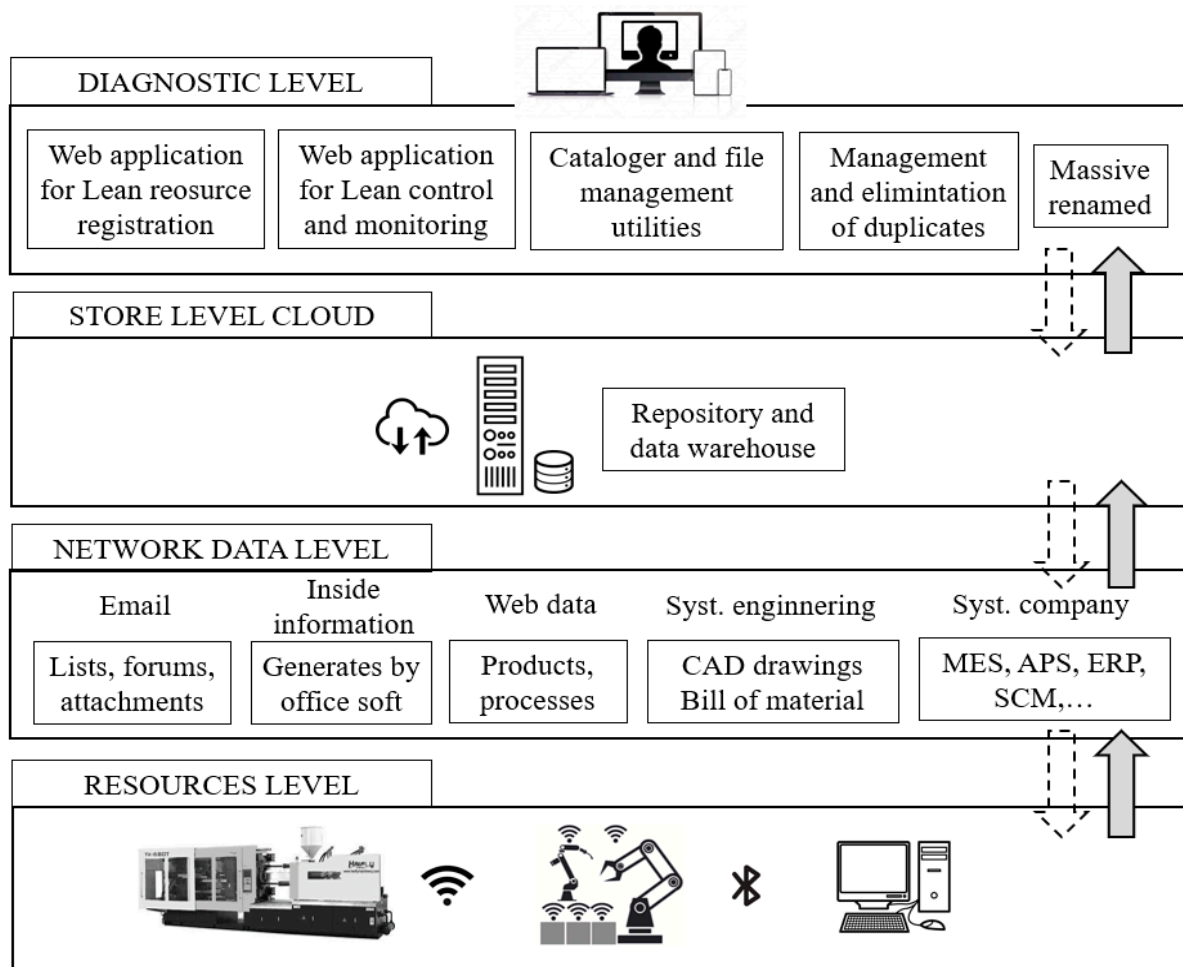 DIAGNOSTIC LEVEL
Web application
for Lean reosurce
registration
Web application
for Lean control
and monitoring
Cataloger and file
management
utilities
Management
and elimintation
of duplicates
Massive
renamed
STORE LEVEL CLOUD
Repository and
data warehouse
NETWORK DATA LEVEL
Email
Lists, forums,
attachments
Inside
information
Generates by
office soft
Web data
Products,
processes
Syst. enginnering
CAD drawings
Bill of material
Syst. company
MES, APS, ERP,
SCM,…
RESOURCES LEVEL